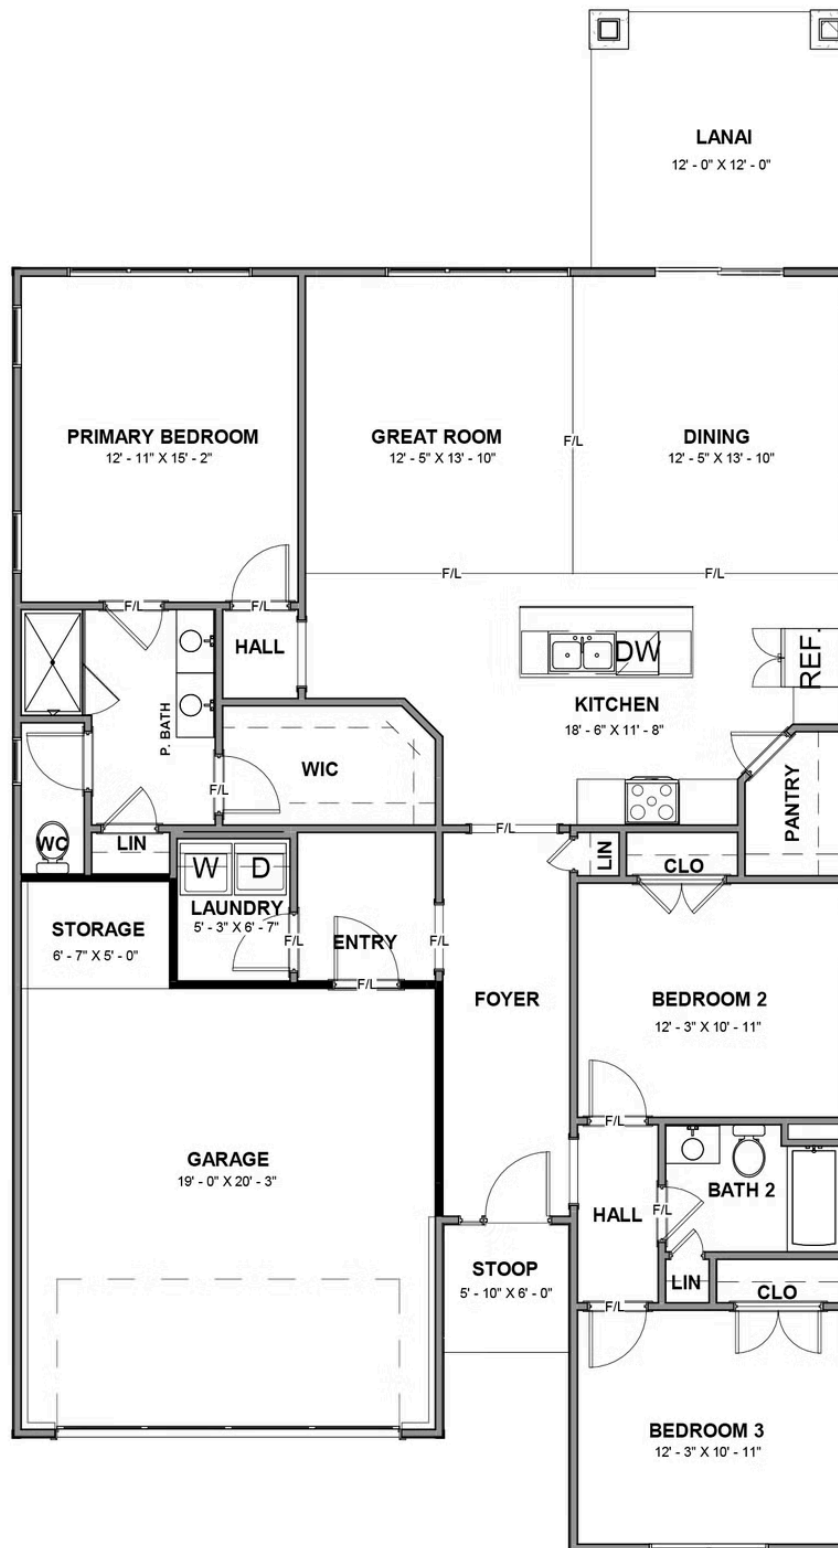 LANAI
12' - 0" X 12' - 0"
PRIMARY BEDROOM
12' - 11" X 15' - 2"
GREAT ROOM
12' - 5" X 13' - 10"
F/L
DINING
12' - 5" X 13' - 10"
F/L
F/L
F/L
F/L
HALL
DW
REF.
P. BATH
KITCHEN
18' - 6" X 11' - 8"
WIC
F/L
PANTRY
F/L
WC
LIN
W
D
LIN
CLO
LAUNDRY
5' - 3" X 6' - 7"
STORAGE
6' - 7" X 5' - 0"
F/L
ENTRY
F/L
F/L
FOYER
BEDROOM 2
12' - 3" X 10' - 11"
F/L
GARAGE
19' - 0" X 20' - 3"
BATH 2
HALL
F/L
STOOP
5' - 10" X 6' - 0"
LIN
CLO
F/L
BEDROOM 3
12' - 3" X 10' - 11"